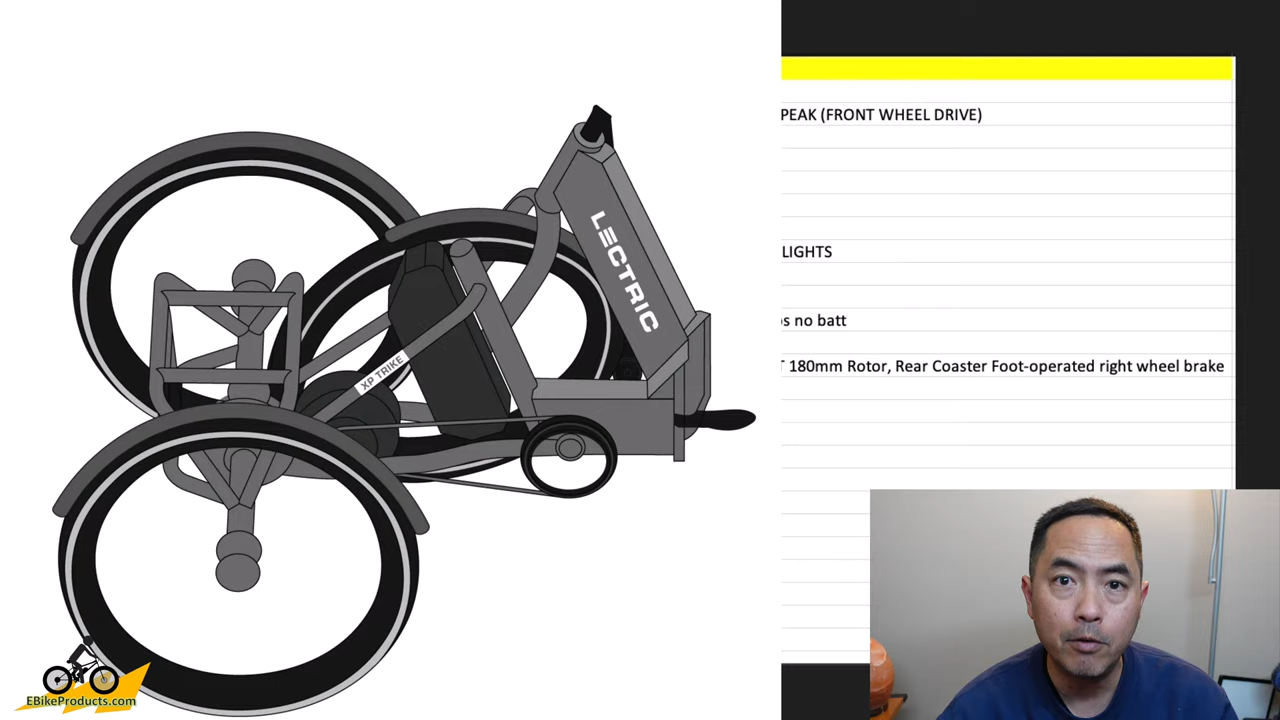 LECTRIC
XP TRIKE
EBikeProducts.com
PEAK (FRONT WHEEL DRIVE)
LIGHTS
s no batt
180mm Rotor, Rear Coaster Foot-operated right wheel brake